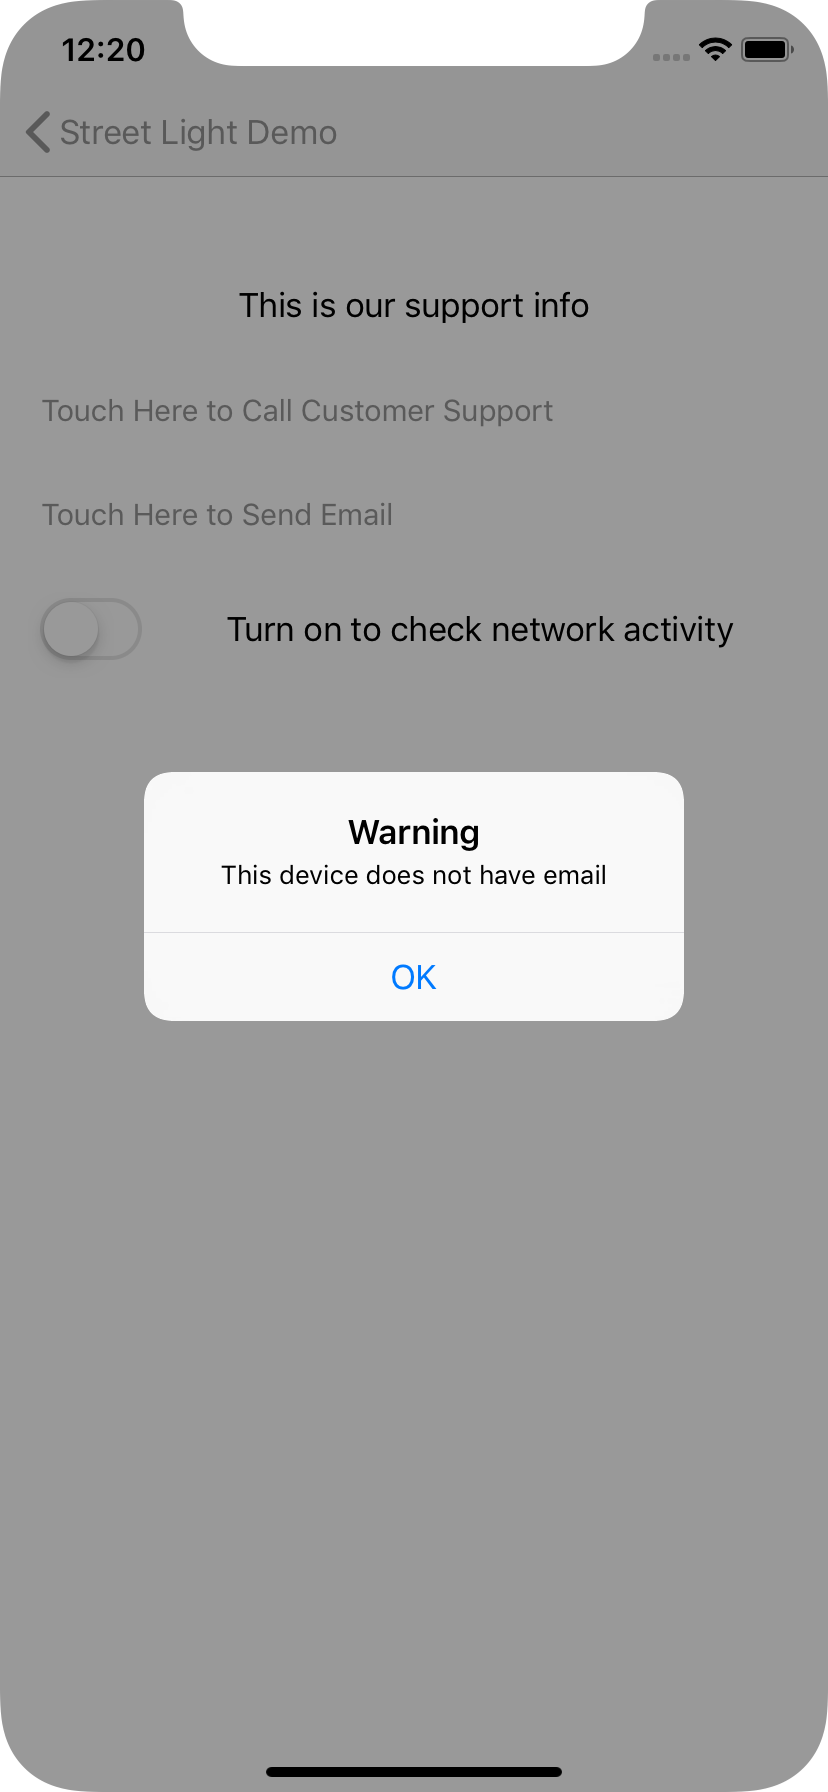 12:20
Street Light Demo
This is our support info
Touch Here to Call Customer Support
Touch Here to Send Email
Turn on to check network activity
Warning
This device does not have email
OK